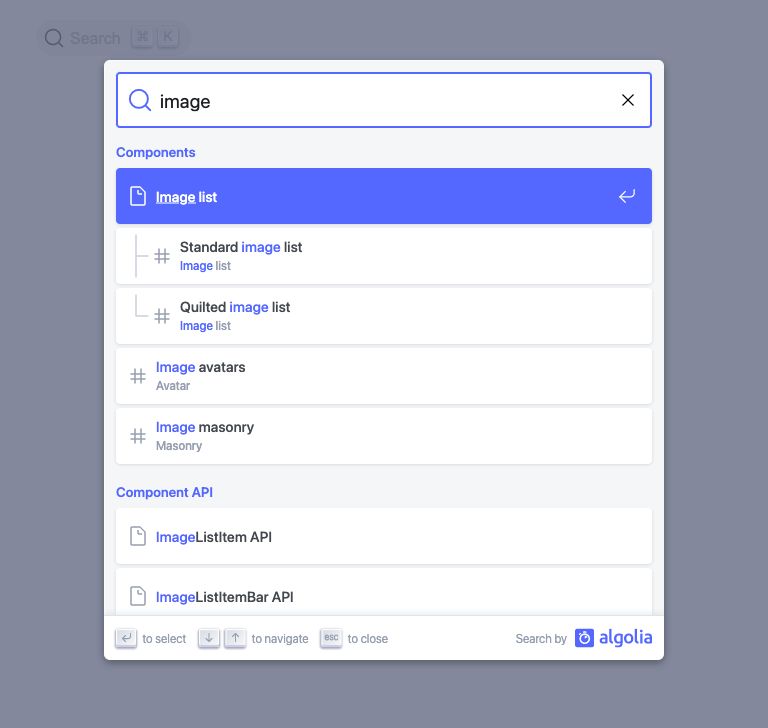 Search ⌘ K
image
Components
Image list
Standard image list
Image list
Quilted image list
Image list
Image avatars
Avatar
Image masonry
Masonry
Component API
ImageListItem API
ImageListItemBar API
to select to navigate esc to close Search by algolia